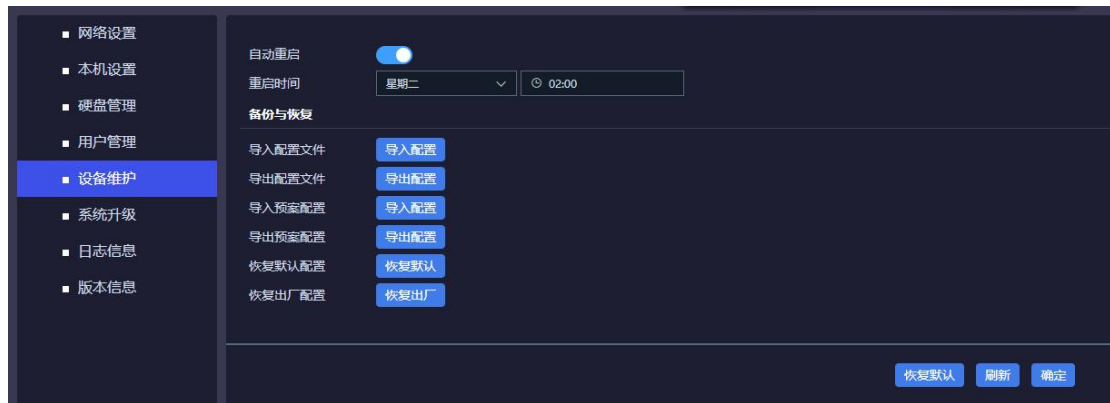 网络设置
本机设置
硬盘管理
用户管理
设备维护
系统升级
日志信息
版本信息
自动重启
重启时间 星期二 02:00
备份与恢复
导入配置文件 导入配置
导出配置文件 导出配置
导入预案配置 导入配置
导出预案配置 导出配置
恢复默认配置 恢复默认
恢复出厂配置 恢复出厂
恢复默认 刷新 确定